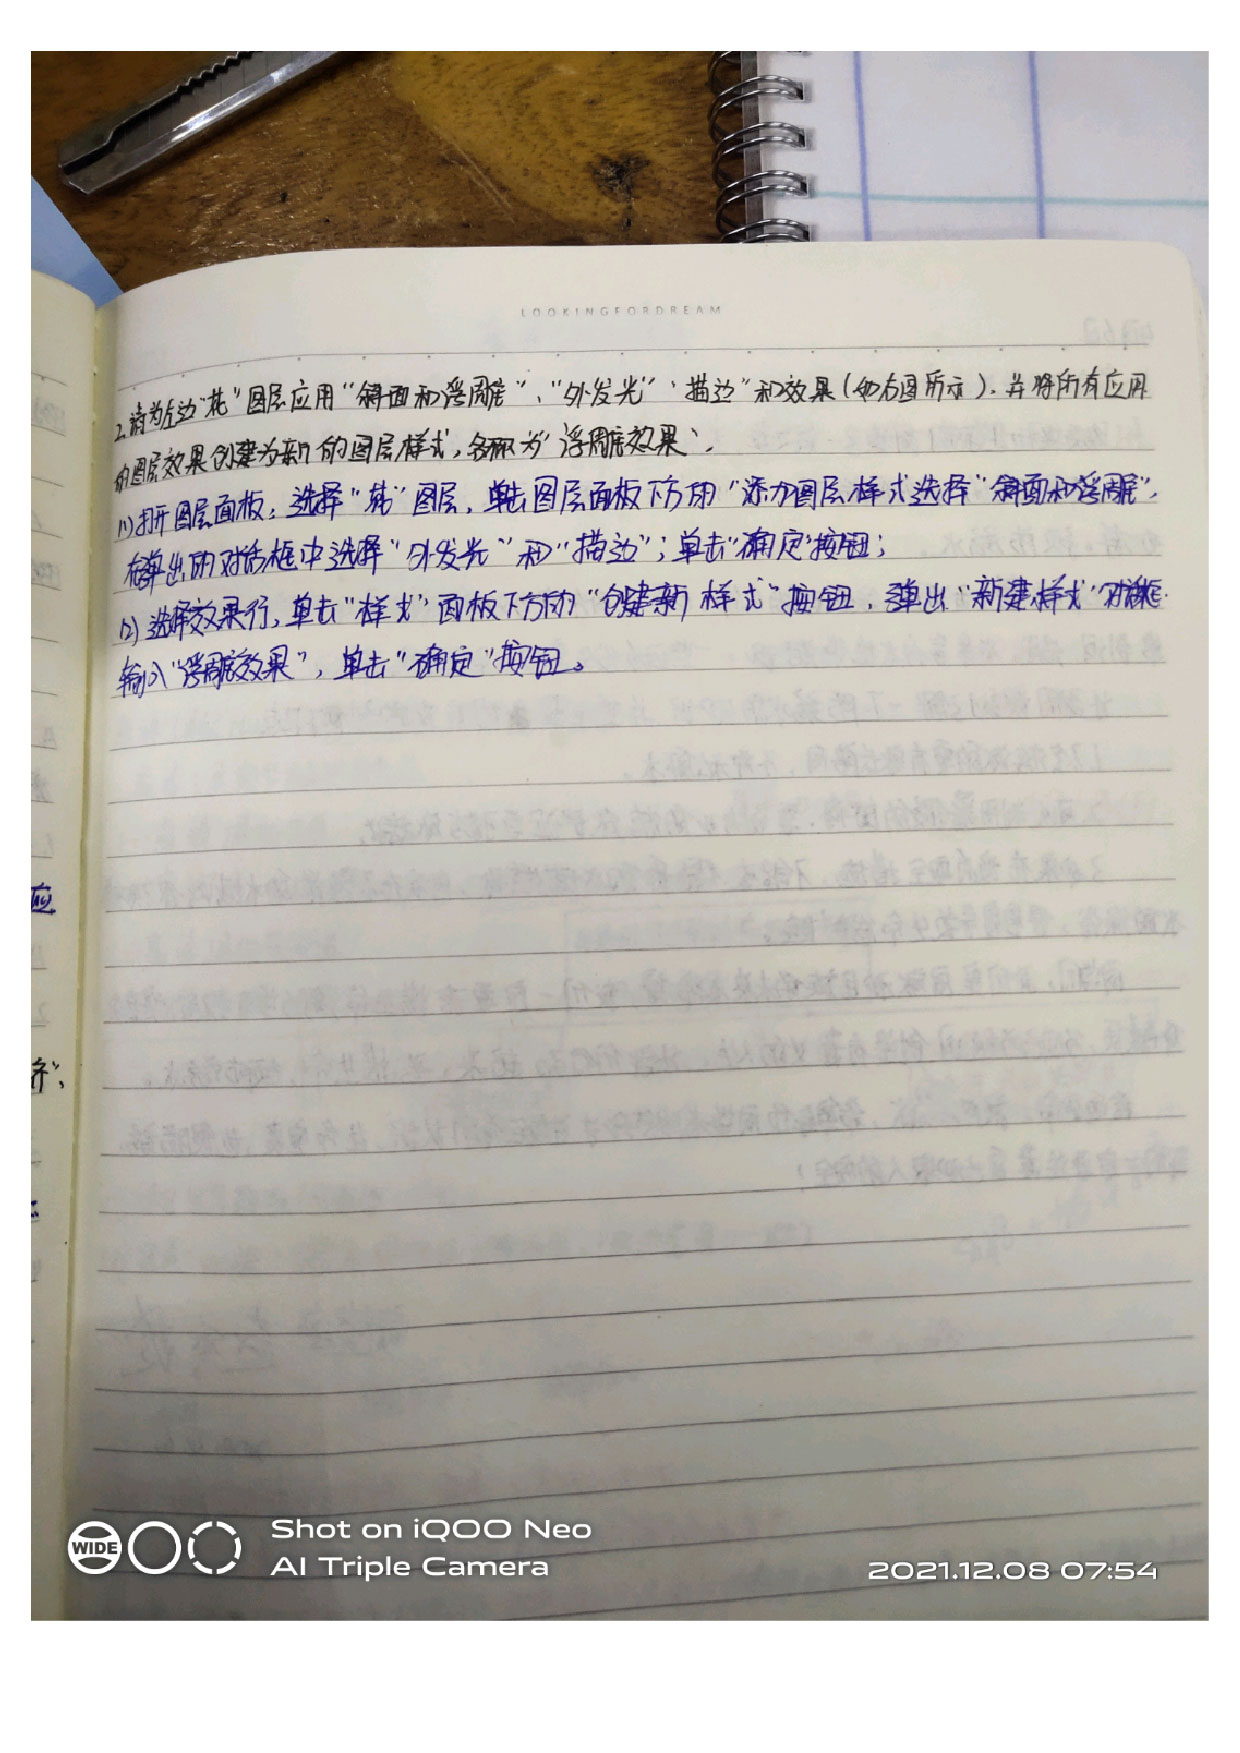 LOOKINGFORDREAM
2.请为左边"花"图层应用"斜面和浮雕"、"外发光"、描边"和效果(如右图所示).并将所有应用
的图层效果创建为新的图层样式,名称为"浮雕效果、
(1)打开图层面板;选择"花"图层,单击图层面板下方的"添加图层样式选择"斜面和浮雕",
在弹出的对话框中选择"外发光"和"描边";单击"确定"按钮;
(2)选择效果行,单击"样式"面板下方的"创建新样式"按钮,弹出"新建样式"对话框.
输入"浮雕效果",单击"确定"按钮。
应
WIDE
Shot on iQOO Neo
AI Triple Camera
2021.12.08 07:54